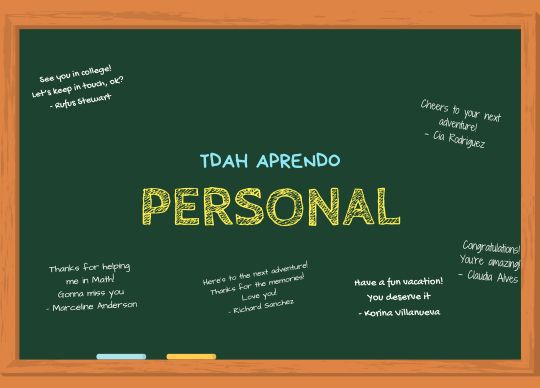 See you in college!
Let's keep in touch, ok?
- Rufus Stewart
Cheers to your next
adventure!
- Cia Rodriguez
TDAH APRENDO
PERSONAL
Thanks for helping
me in Math!
Gonna miss you
- Marceline Anderson
Here's to the next adventure!
Thanks for the memories!
Love you!
- Richard Sanchez
Have a fun vacation!
You deserve it
- Korina Villanueva
Congratulations!
You're amazing!
- Claudia Alves